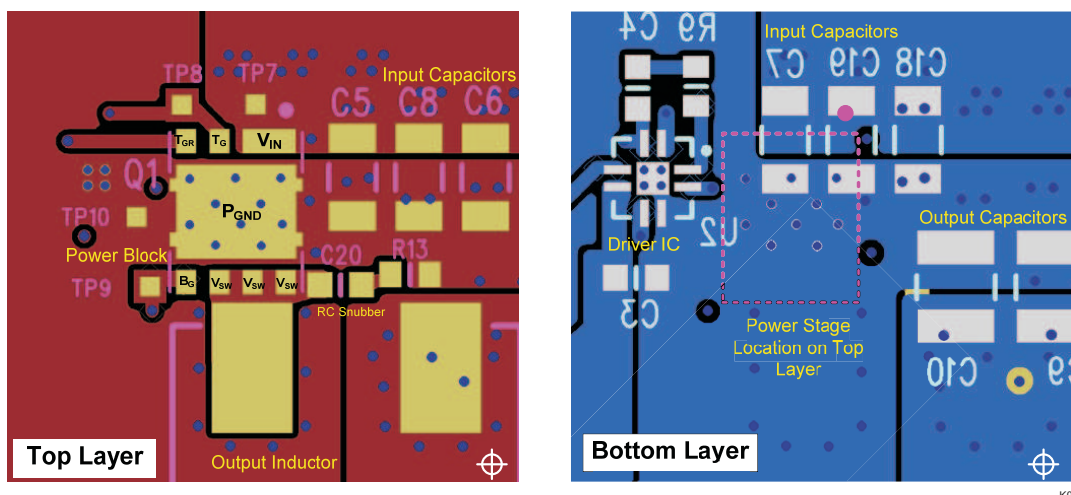 TP8
TP7
Input Capacitors
C5
C8
C6
TGR
TG
VIN
Q1
PGND
TP10
Power Block
TP9
BG
VSW
VSW
VSW
C20
R13
RC Snubber
Output Inductor
Top Layer
C4
R9
Input Capacitors
C7
C19
C18
U2
Driver IC
Output Capacitors
C3
Power Stage
Location on Top
Layer
C10
C9
Bottom Layer